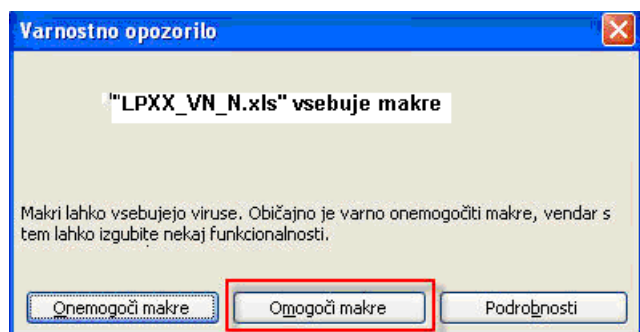 Varnostno opozorilo
"LPXX_VN_N.xls" vsebuje makre
Makri lahko vsebujejo viruse. Običajno je varno onemogočiti makre, vendar s
tem lahko izgubite nekaj funkcionalnosti.
Onemogoči makre
Omogoči makre
Podrobnosti